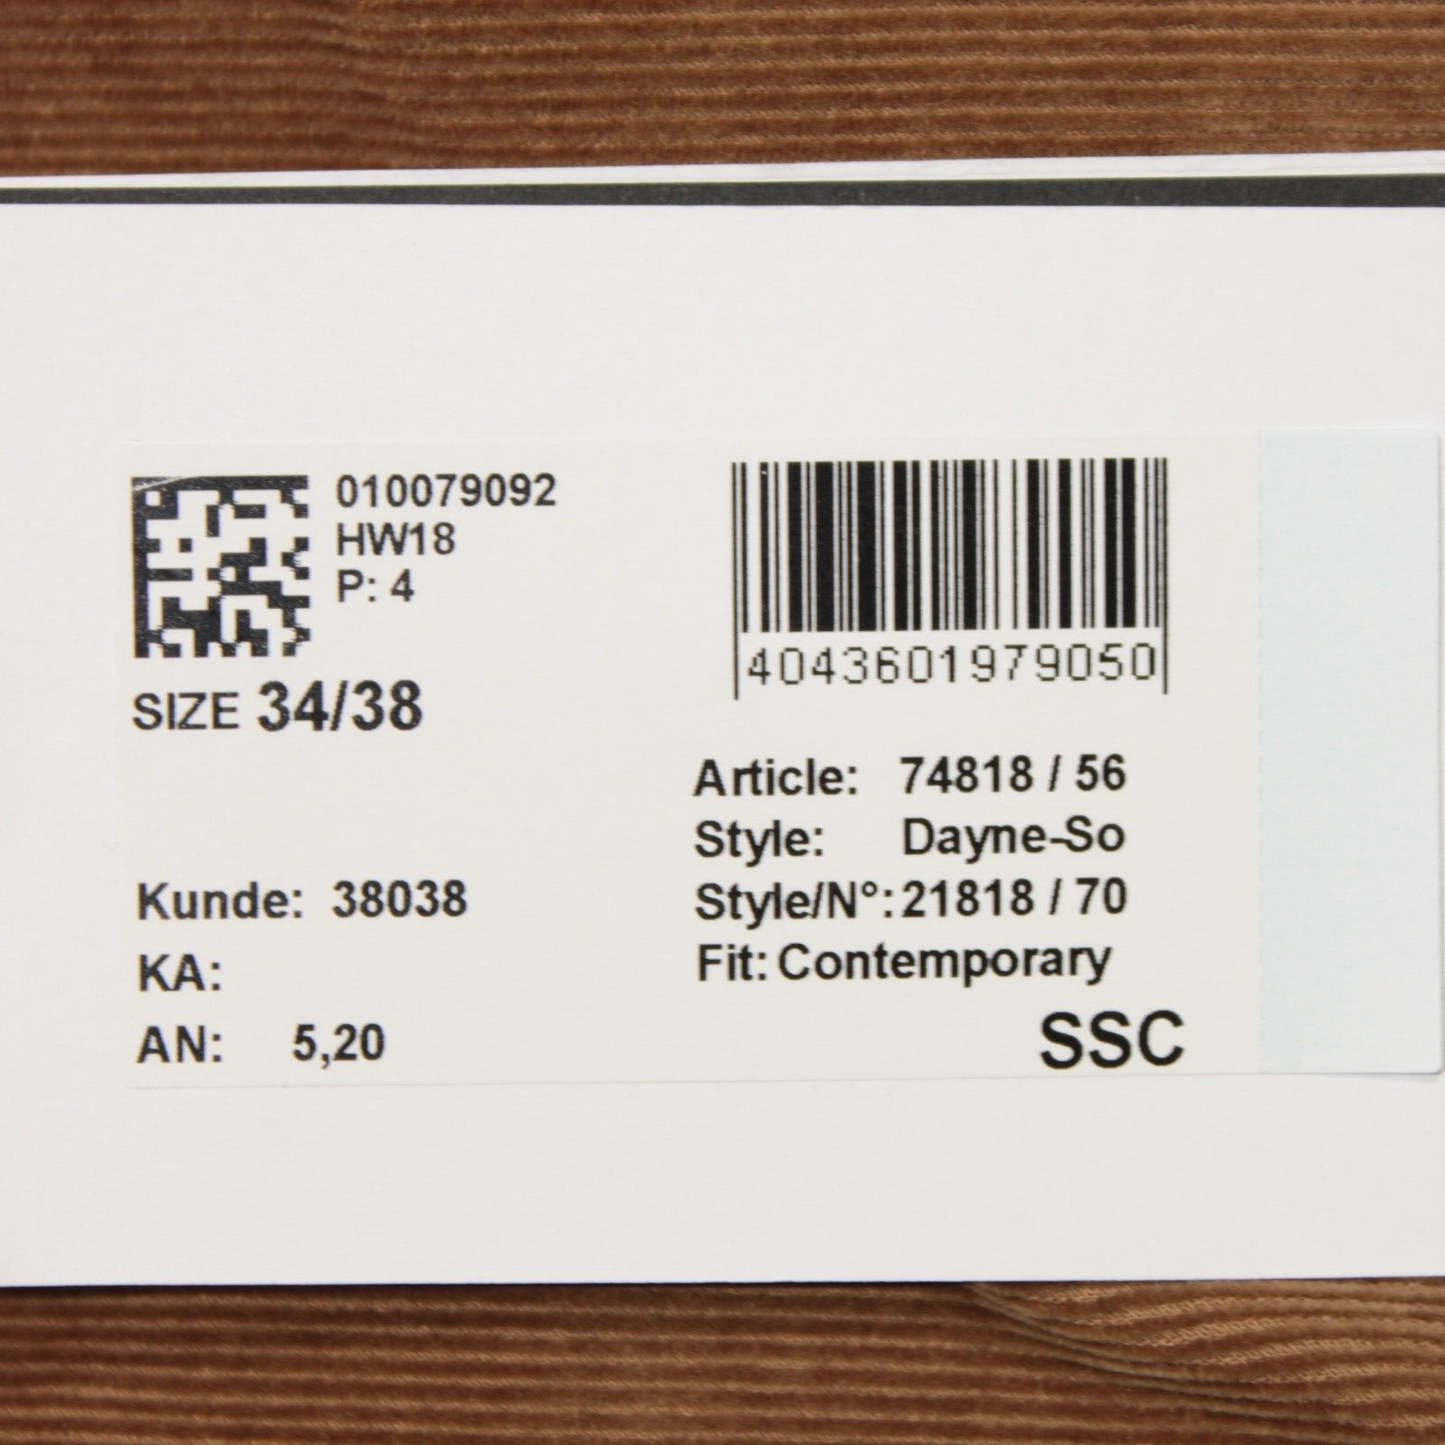 010079092
HW18
P: 4
SIZE 34/38
Kunde: 38038
KA:
AN: 5,20
4043601979050
Article: 74818 / 56
Style: Dayne-So
Style/N°: 21818 / 70
Fit: Contemporary
SSC